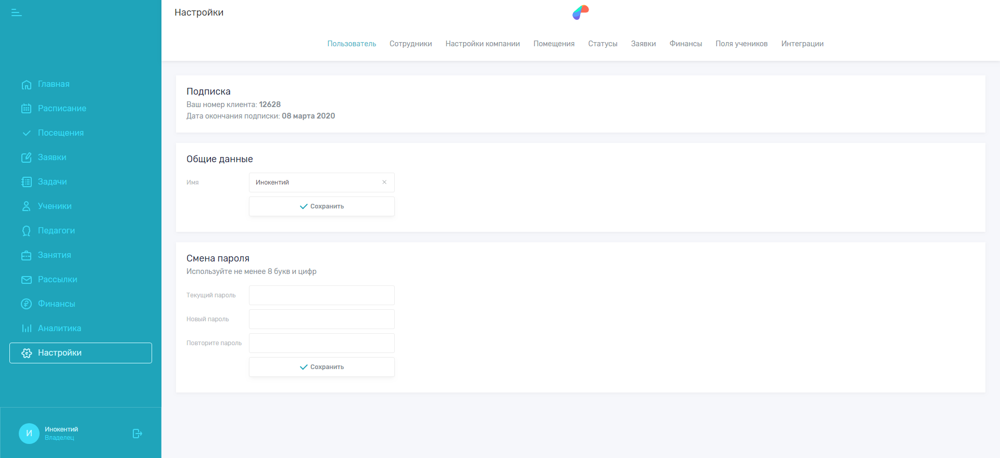 Настройки
Пользователь Сотрудники Настройки компании Помещения Статусы Заявки Финансы Поля учеников Интеграции
Главная
Расписание
Посещения
Заявки
Задачи
Ученики
Педагоги
Занятия
Рассылки
Финансы
Аналитика
Настройки
И
Инокентий
Владелец
Подписка
Ваш номер клиента: 12628
Дата окончания подписки: 08 марта 2020
Общие данные
Имя Инокентий
Сохранить
Смена пароля
Используйте не менее 8 букв и цифр
Текущий пароль
Новый пароль
Повторите пароль
Сохранить